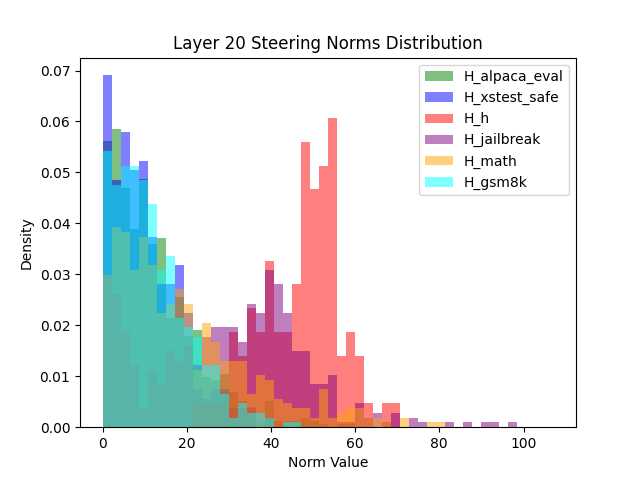 Layer 20 Steering Norms Distribution
0.07
0.06
0.05
0.04
0.03
0.02
0.01
0.00
Density
H_alpaca_eval
H_xstest_safe
H_h
H_jailbreak
H_math
H_gsm8k
0
20
40
60
80
100
Norm Value